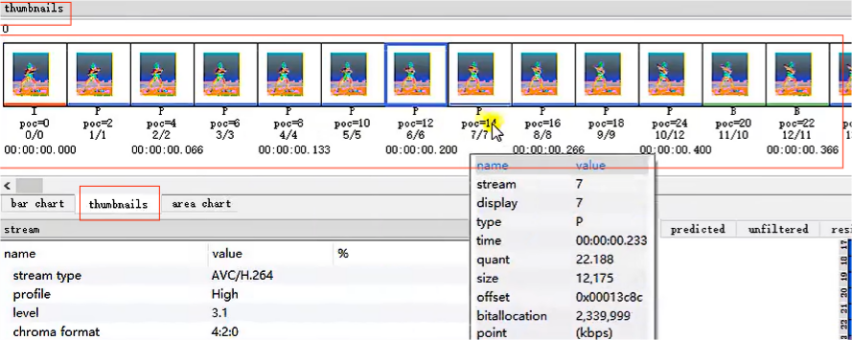 thumbnails
0
I P P P P P P P P P P B B
poc=0 poc=2 poc=4 poc=6 poc=8 poc=10 poc=12 poc=14 poc=16 poc=18 poc=24 poc=20 poc=22
0/0 1/1 2/2 3/3 4/4 5/5 6/6 7/7 8/8 9/9 10/12 11/10 12/11
00:00:00.000 00:00:00.066 00:00:00.133 00:00:00.200 00:00:00.266 00:00:00.400 00:00:00.366
name value
stream 7
display 7
type P
time 00:00:00.233
quant 22.188
size 12,175
offset 0x00013c8c
bitallocation 2,339,999
point (kbps)
bar chart thumbnails area chart
stream
predicted unfiltered
name value %
stream type AVC/H.264
profile High
level 3.1
chroma format 4:2:0